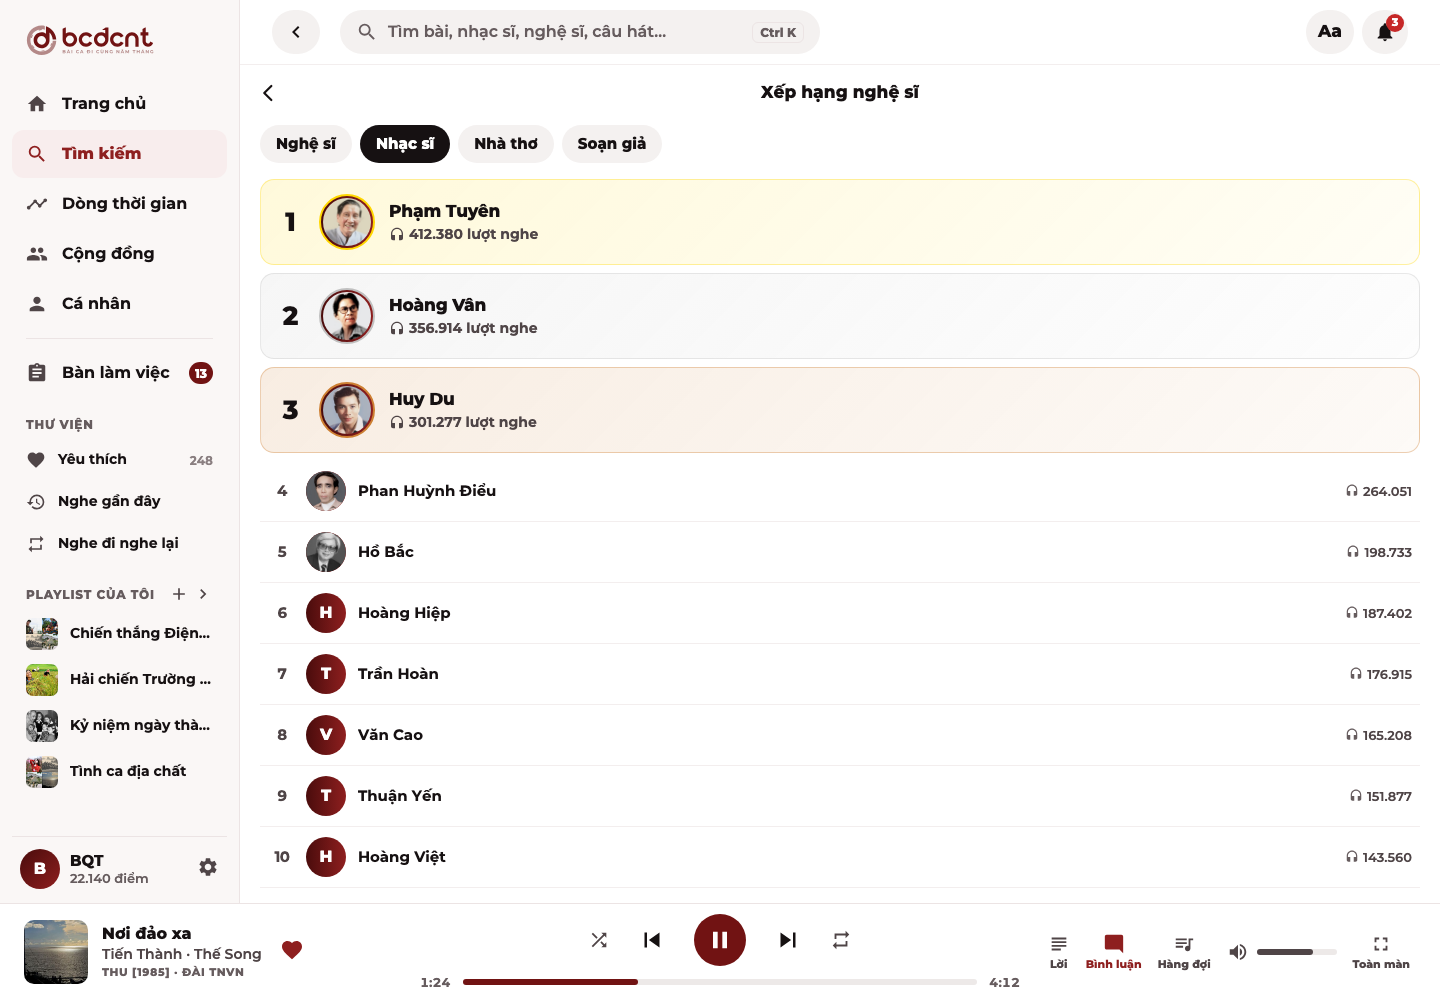 bcdcnt
BÀI CA ĐI CÙNG NĂM THÁNG
Trang chủ
Tìm kiếm
Dòng thời gian
Cộng đồng
Cá nhân
Bàn làm việc 13
THƯ VIỆN
Yêu thích 248
Nghe gần đây
Nghe đi nghe lại
PLAYLIST CỦA TÔI
Chiến thắng Điện...
Hải chiến Trường ...
Kỷ niệm ngày thà...
Tình ca địa chất
B
BQT
22.140 điểm
Tìm bài, nhạc sĩ, nghệ sĩ, câu hát... Ctrl K
Aa
3
Xếp hạng nghệ sĩ
Nghệ sĩ Nhạc sĩ Nhà thơ Soạn giả
1 Phạm Tuyên
412.380 lượt nghe
2 Hoàng Vân
356.914 lượt nghe
3 Huy Du
301.277 lượt nghe
4 Phan Huỳnh Điểu 264.051
5 Hồ Bắc 198.733
6 H Hoàng Hiệp 187.402
7 T Trần Hoàn 176.915
8 V Văn Cao 165.208
9 T Thuận Yến 151.877
10 H Hoàng Việt 143.560
Nơi đảo xa
Tiến Thành · Thế Song
THU [1985] · ĐÀI TNVN
1:24 4:12
Lời Bình luận Hàng đợi Toàn màn